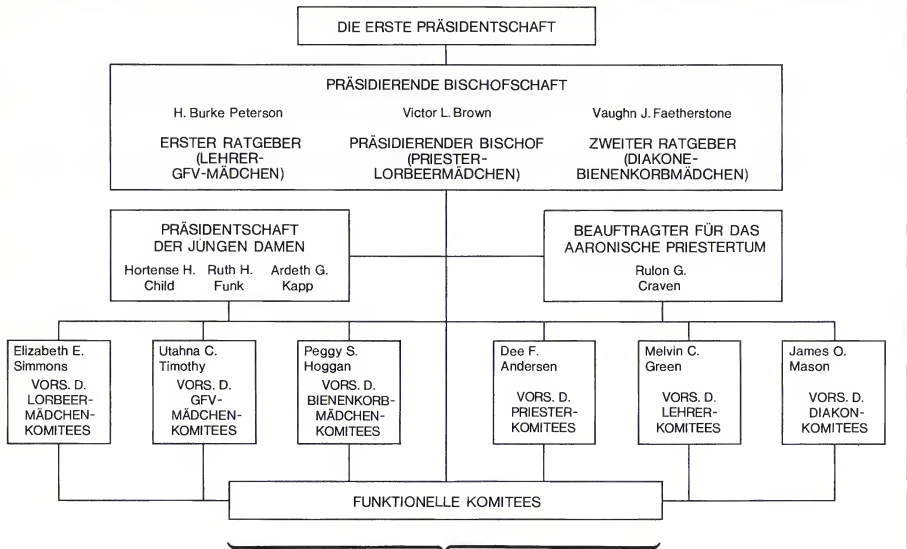 DIE ERSTE PRÄSIDENTSCHAFT
PRÄSIDIERENDE BISCHOFSCHAFT
H. Burke Peterson
ERSTER RATGEBER
(LEHRER-
GFV-MÄDCHEN)
Victor L. Brown
PRÄSIDIERENDER BISCHOF
(PRIESTER-
LORBEERMÄDCHEN)
Vaughn J. Faetherstone
ZWEITER RATGEBER
(DIAKONE-
BIENENKORBMÄDCHEN)
PRÄSIDENTSCHAFT
DER JUNGEN DAMEN
Hortense H.
Child
Ruth H.
Funk
Ardeth G.
Kapp
BEAUFTRAGTER FÜR DAS
AARONISCHE PRIESTERTUM
Rulon G.
Craven
Elizabeth E.
Simmons
VORS. D.
LORBEER-
MÄDCHEN-
KOMITEES
Utahna C.
Timothy
VORS. D.
GFV-
MÄDCHEN-
KOMITEES
Peggy S.
Hoggan
VORS. D.
BIENENKORB-
MÄDCHEN-
KOMITEES
Dee F.
Andersen
VORS. D.
PRIESTER-
KOMITEES
Melvin C.
Green
VORS. D.
LEHRER-
KOMITEES
James O.
Mason
VORS. D.
DIAKON-
KOMITEES
FUNKTIONELLE KOMITEES